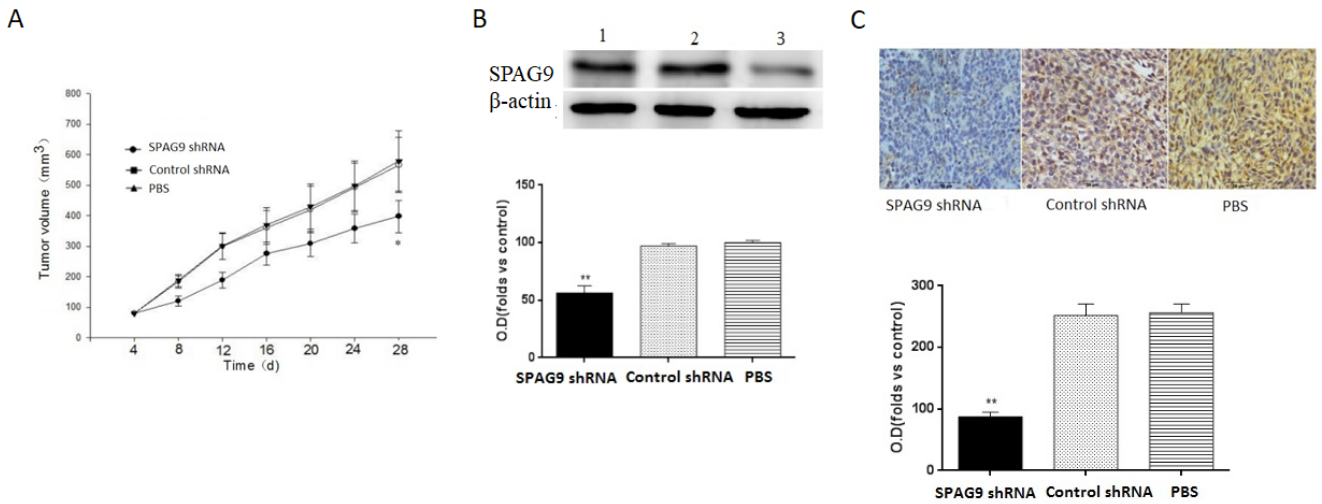 A
Tumor volume (mm3)
800
700
600
500
400
300
200
100
0
SPAG9 shRNA
Control shRNA
PBS
*
4 8 12 16 20 24 28
Time (d)
B
1 2 3
SPAG9
β-actin
O.D(folds vs control)
150
100
50
0
**
SPAG9 shRNA Control shRNA PBS
C
SPAG9 shRNA Control shRNA PBS
O.D(folds vs control)
300
200
100
0
**
SPAG9 shRNA Control shRNA PBS